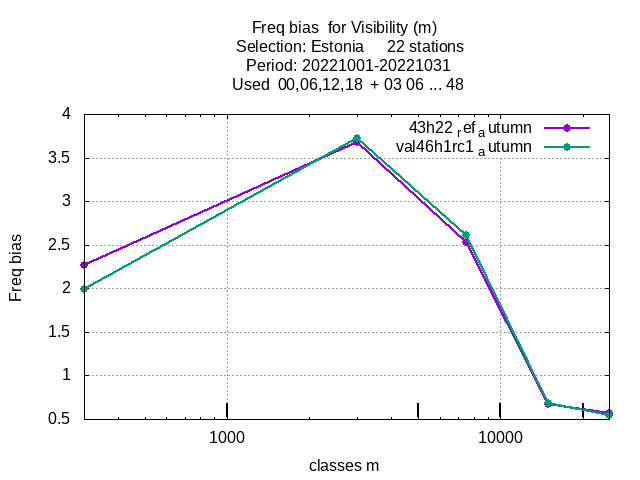 Freq bias  for Visibility (m)
Selection: Estonia     22 stations
Period: 20221001-20221031
Used  00,06,12,18  + 03 06 ... 48
4
3.5
3
2.5
2
1.5
1
0.5
Freq bias
43h22 ref a utumn
val46h1rc1 a utumn
1000
10000
classes m